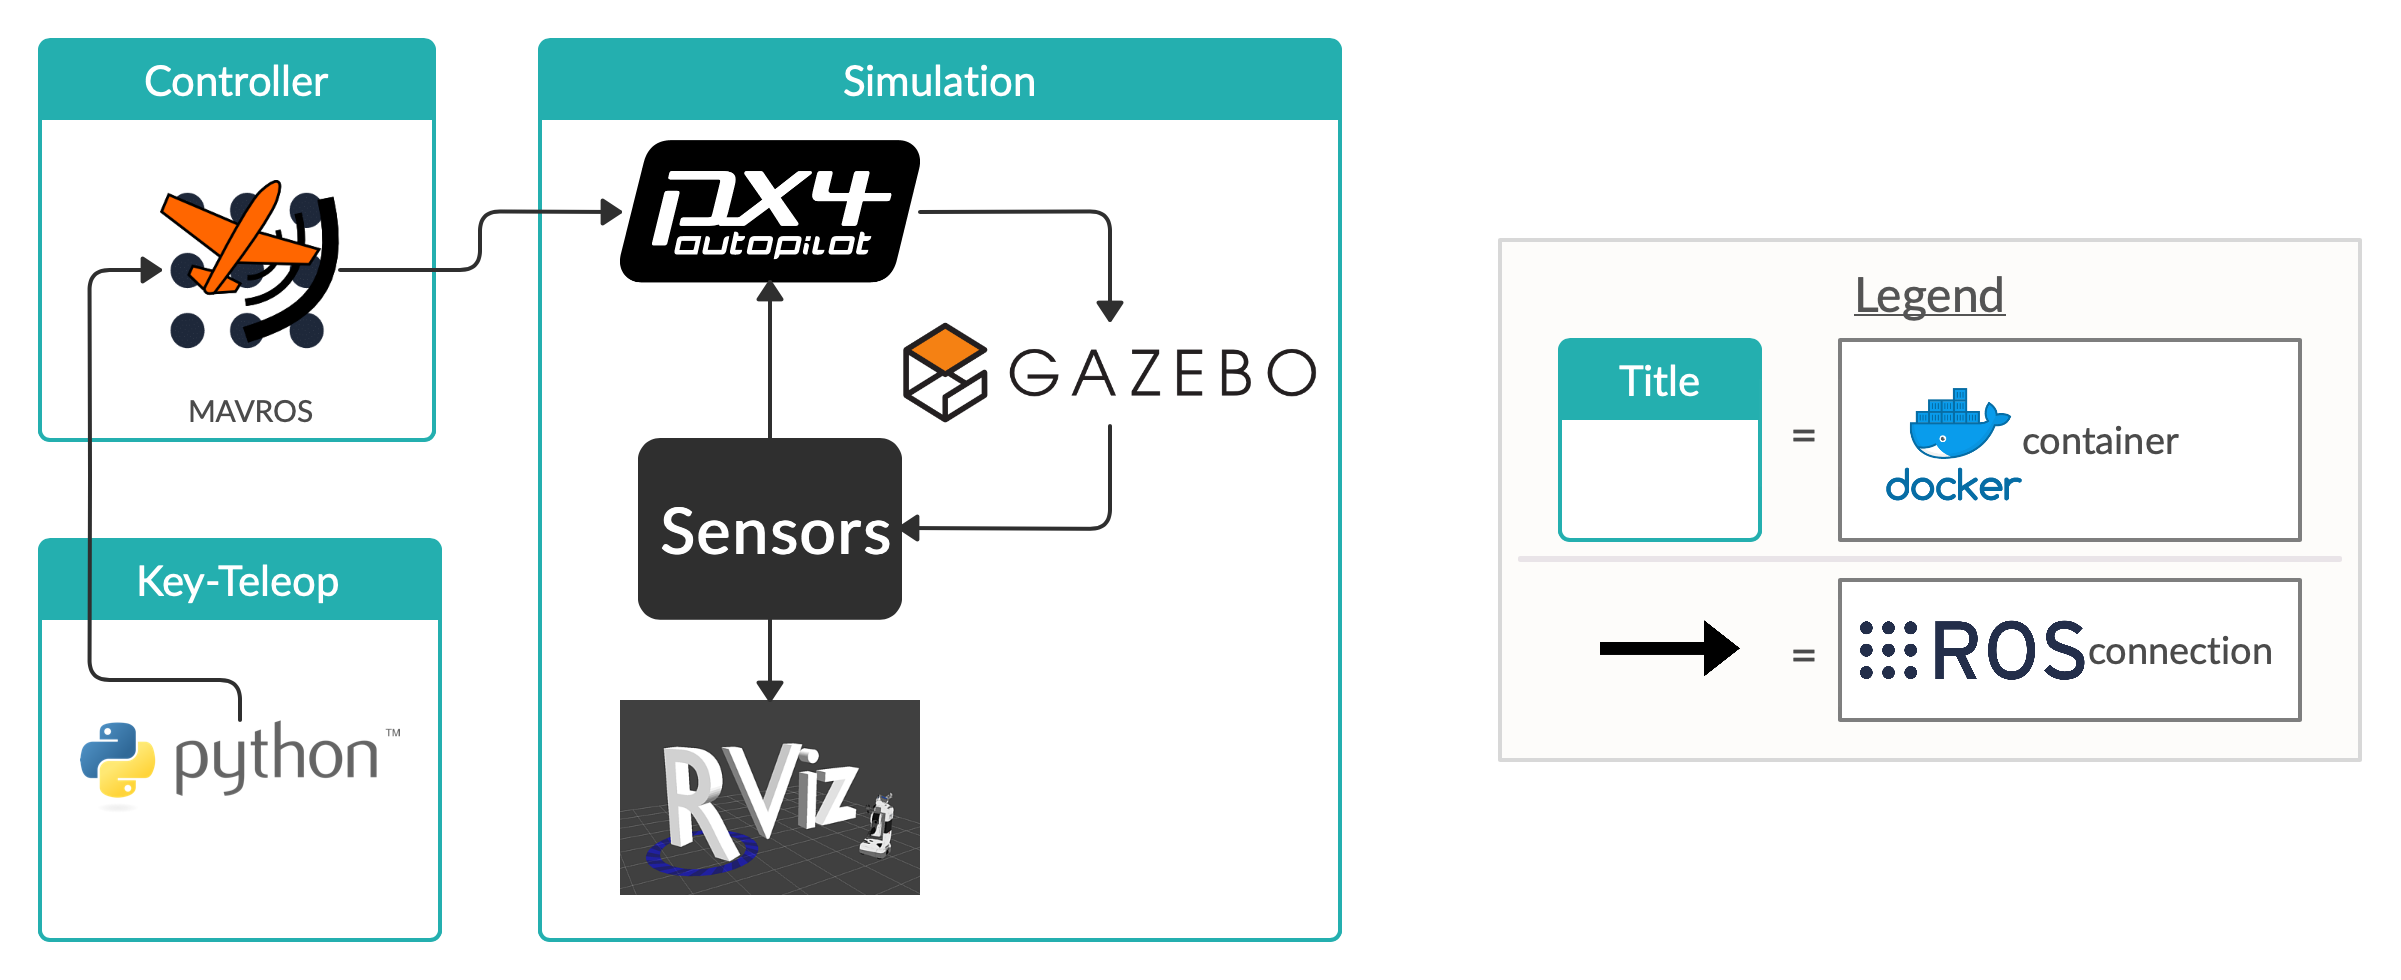 Controller
MAVROS
Key-Teleop
python™
Simulation
px4
autopilot
GAZEBO
Sensors
RViz
Legend
Title
=
docker
container
=
ROS
connection